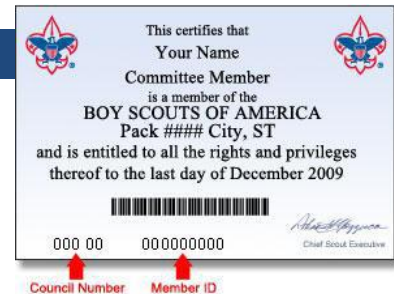 This certifies that
Your Name
Committee Member
is a member of the
BOY SCOUTS OF AMERICA
Pack #### City, ST
and is entitled to all the rights and privileges
thereof to the last day of December 2009
000 00 000000000
Chief Scout Executive
Council Number Member ID